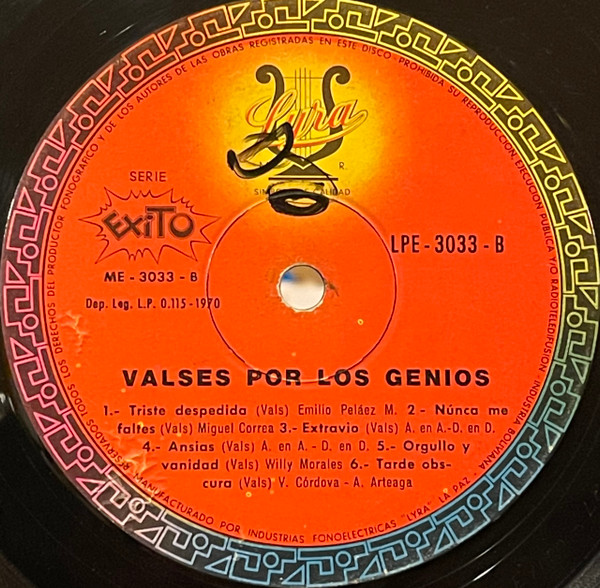 RESERVADOS TODOS LOS DERECHOS DEL PRODUCTOR FONOGRAFICO Y DE LOS AUTORES DE LAS OBRAS REGISTRADAS EN ESTE DISCO PROHIBIDA SU REPRODUCCION, EJECUCION PUBLICA Y/O RADIOTELEDIFUSION INDUSTRIA BOLIVIANA
Lyra
R.
CALIDAD
SERIE
EXITO
LPE - 3033 - B
ME - 3033 - B
Dep. Leg. L.P. 0.115 - 1970
VALSES POR LOS GENIOS
1.- Triste despedida (Vals) Emilio Peláez M. 2 - Núnca me
faltes (Vals) Miguel Correa 3.- Extravio (Vals) A. en A.-D. en D.
4.- Ansias (Vals) A. en A. - D. en D. 5.- Orgullo y
vanidad (Vals) Willy Morales 6.- Tarde obs-
cura (Vals) V. Córdova - A. Arteaga
MANUFACTURADO POR INDUSTRIAS FONOELECTRICAS "LYRA" LA PAZ -